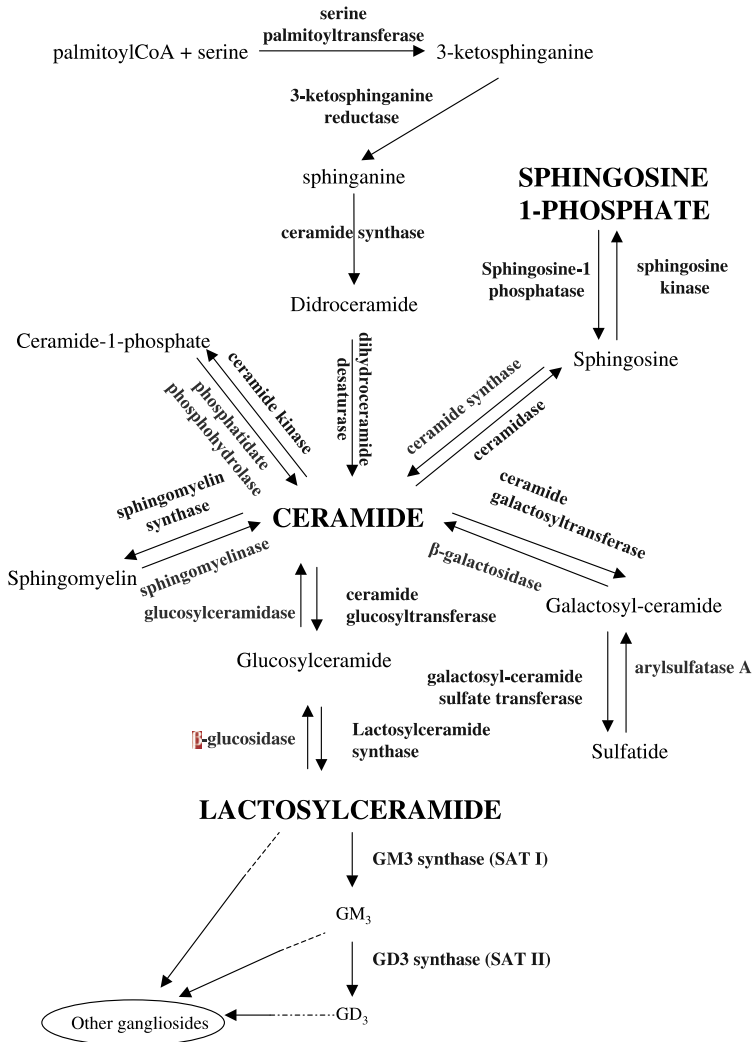 serine
palmitoyltransferase
palmitoylCoA + serine
3-ketosphinganine
3-ketosphinganine
reductase
sphinganine
SPHINGOSINE
1-PHOSPHATE
ceramide synthase
Sphingosine-1
phosphatase
sphingosine
kinase
Didroceramide
Ceramide-1-phosphate
Sphingosine
dihydroceramide
desaturase
ceramide kinase
phosphatidate
phosphohydrolase
ceramide synthase
ceramidase
sphingomyelin
synthase
CERAMIDE
ceramide
galactosyltransferase
Sphingomyelin
sphingomyelinase
β-galactosidase
glucosylceramidase
ceramide
glucosyltransferase
Galactosyl-ceramide
Glucosylceramide
galactosyl-ceramide
sulfate transferase
arylsulfatase A
β-glucosidase
Lactosylceramide
synthase
Sulfatide
LACTOSYLCERAMIDE
GM3 synthase (SAT I)
GM3
GD3 synthase (SAT II)
GD3
Other gangliosides